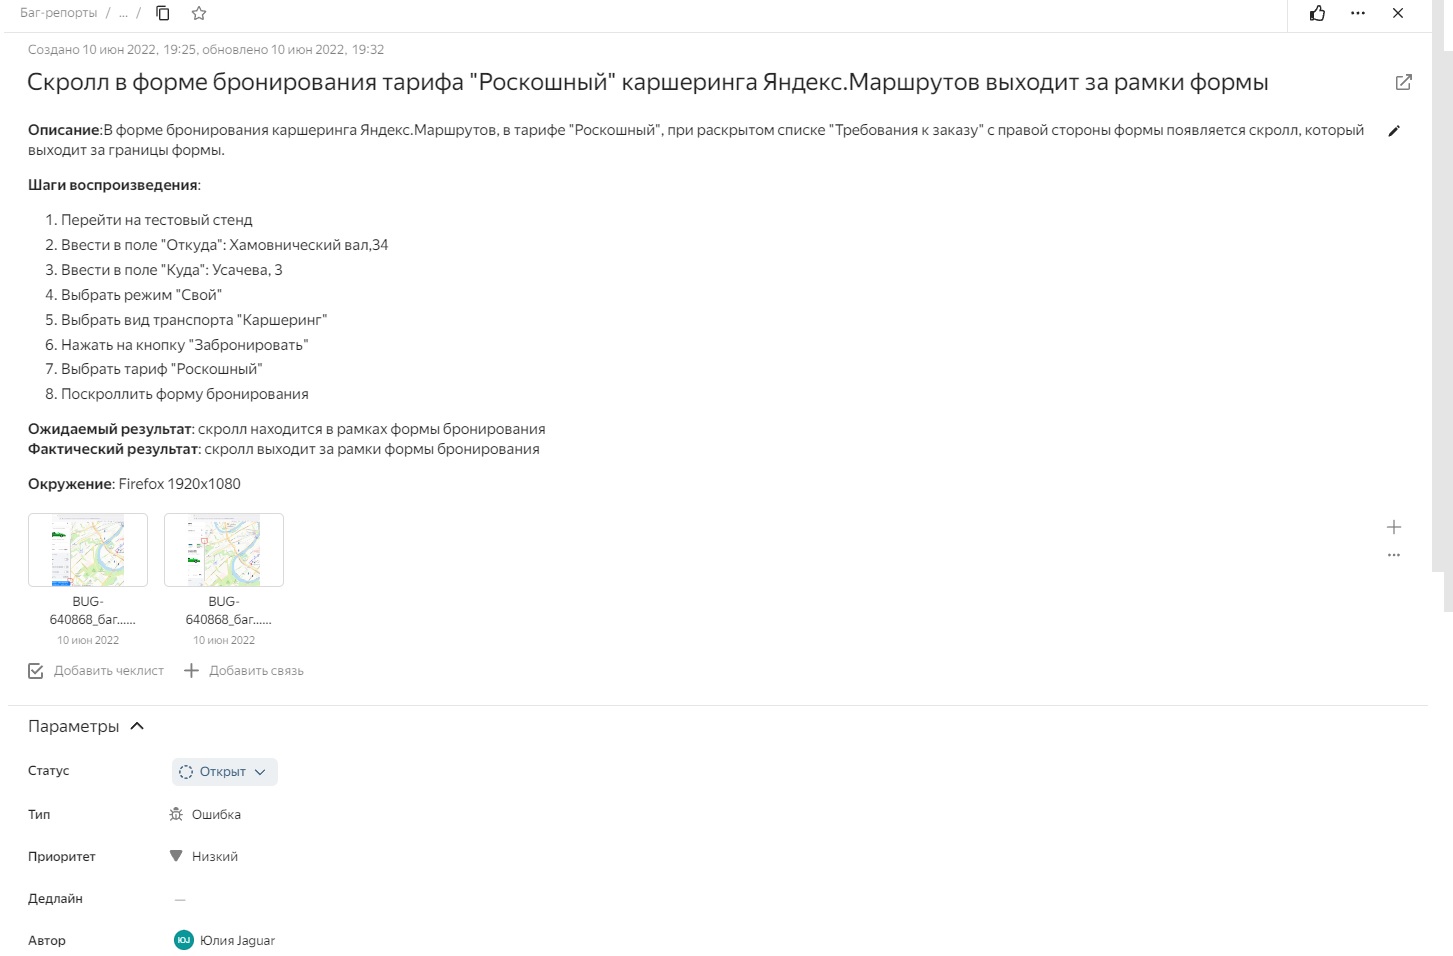 Баг-репорты / ... /
Создано 10 июн 2022, 19:25, обновлено 10 июн 2022, 19:32
Скролл в форме бронирования тарифа "Роскошный" каршеринга Яндекс.Маршрутов выходит за рамки формы
Описание:В форме бронирования каршеринга Яндекс.Маршрутов, в тарифе "Роскошный", при раскрытом списке "Требования к заказу" с правой стороны формы появляется скролл, который
выходит за границы формы.
Шаги воспроизведения:
1. Перейти на тестовый стенд
2. Ввести в поле "Откуда": Хамовнический вал,34
3. Ввести в поле "Куда": Усачева, 3
4. Выбрать режим "Свой"
5. Выбрать вид транспорта "Каршеринг"
6. Нажать на кнопку "Забронировать"
7. Выбрать тариф "Роскошный"
8. Поскроллить форму бронирования
Ожидаемый результат: скролл находится в рамках формы бронирования
Фактический результат: скролл выходит за рамки формы бронирования
Окружение: Firefox 1920x1080
BUG-
640868_баг......
10 июн 2022
BUG-
640868_баг......
10 июн 2022
Добавить чеклист Добавить связь
Параметры
Статус Открыт
Тип Ошибка
Приоритет Низкий
Дедлайн —
Автор ЮJ Юлия Jaguar